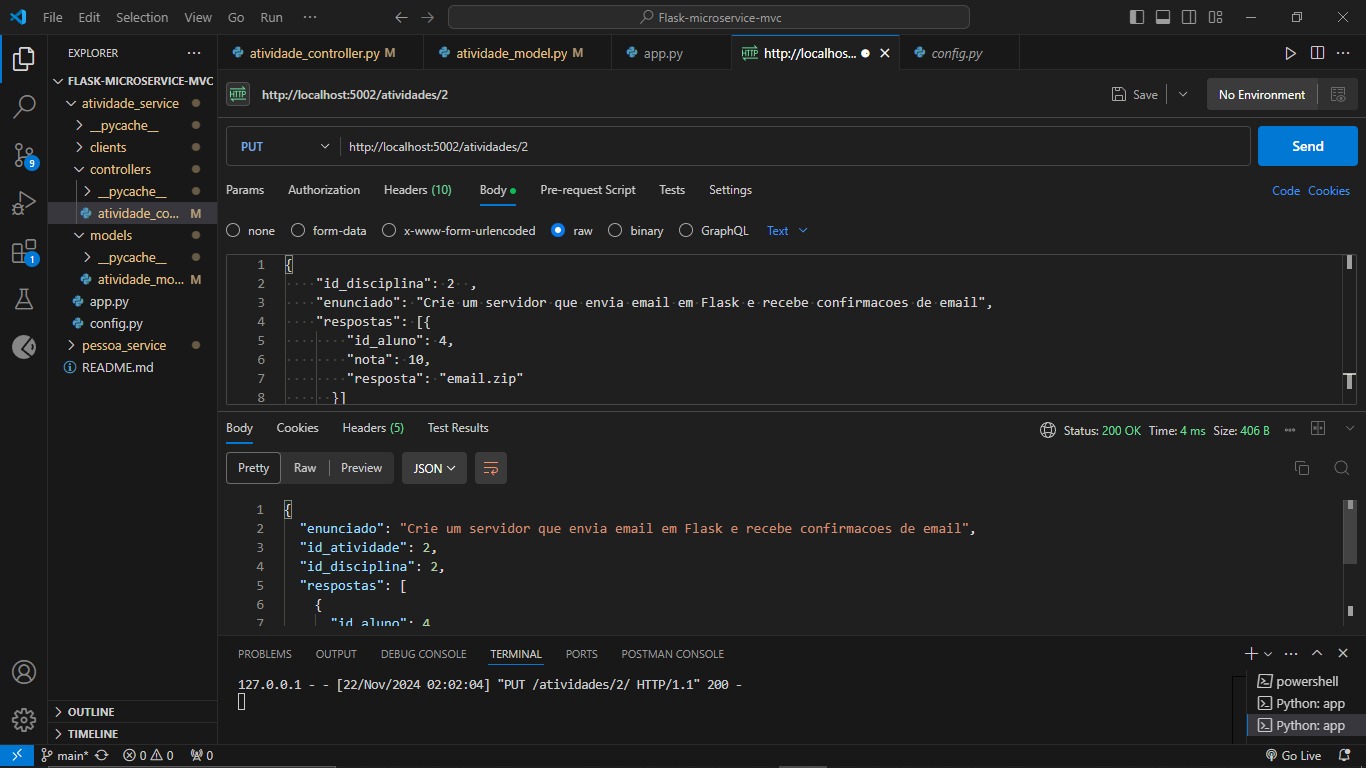 File Edit Selection View Go Run ··· Flask-microservice-mvc
EXPLORER ···
atividade_controller.py M atividade_model.py M app.py HTTP http://localhos... config.py ···
FLASK-MICROSERVICE-MVC
atividade_service
__pycache__
clients
controllers
__pycache__
atividade_co... M
models
__pycache__
atividade_mo... M
app.py
config.py
pessoa_service
README.md
OUTLINE
TIMELINE
HTTP http://localhost:5002/atividades/2 Save No Environment
PUT http://localhost:5002/atividades/2 Send
Params Authorization Headers (10) Body Pre-request Script Tests Settings Code Cookies
none form-data x-www-form-urlencoded raw binary GraphQL Text
1 {
2 "id_disciplina": 2 ,
3 "enunciado": "Crie um servidor que envia email em Flask e recebe confirmacoes de email",
4 "respostas": [{
5 "id_aluno": 4,
6 "nota": 10,
7 "resposta": "email.zip"
8 }]
Body Cookies Headers (5) Test Results Status: 200 OK Time: 4 ms Size: 406 B
Pretty Raw Preview JSON
1 {
2 "enunciado": "Crie um servidor que envia email em Flask e recebe confirmacoes de email",
3 "id_atividade": 2,
4 "id_disciplina": 2,
5 "respostas": [
6 {
7 "id_aluno": 4
PROBLEMS OUTPUT DEBUG CONSOLE TERMINAL PORTS POSTMAN CONSOLE
127.0.0.1 - - [22/Nov/2024 02:02:04] "PUT /atividades/2/ HTTP/1.1" 200 -
powershell
Python: app
Python: app
9
1
main* 0 0 0 Go Live